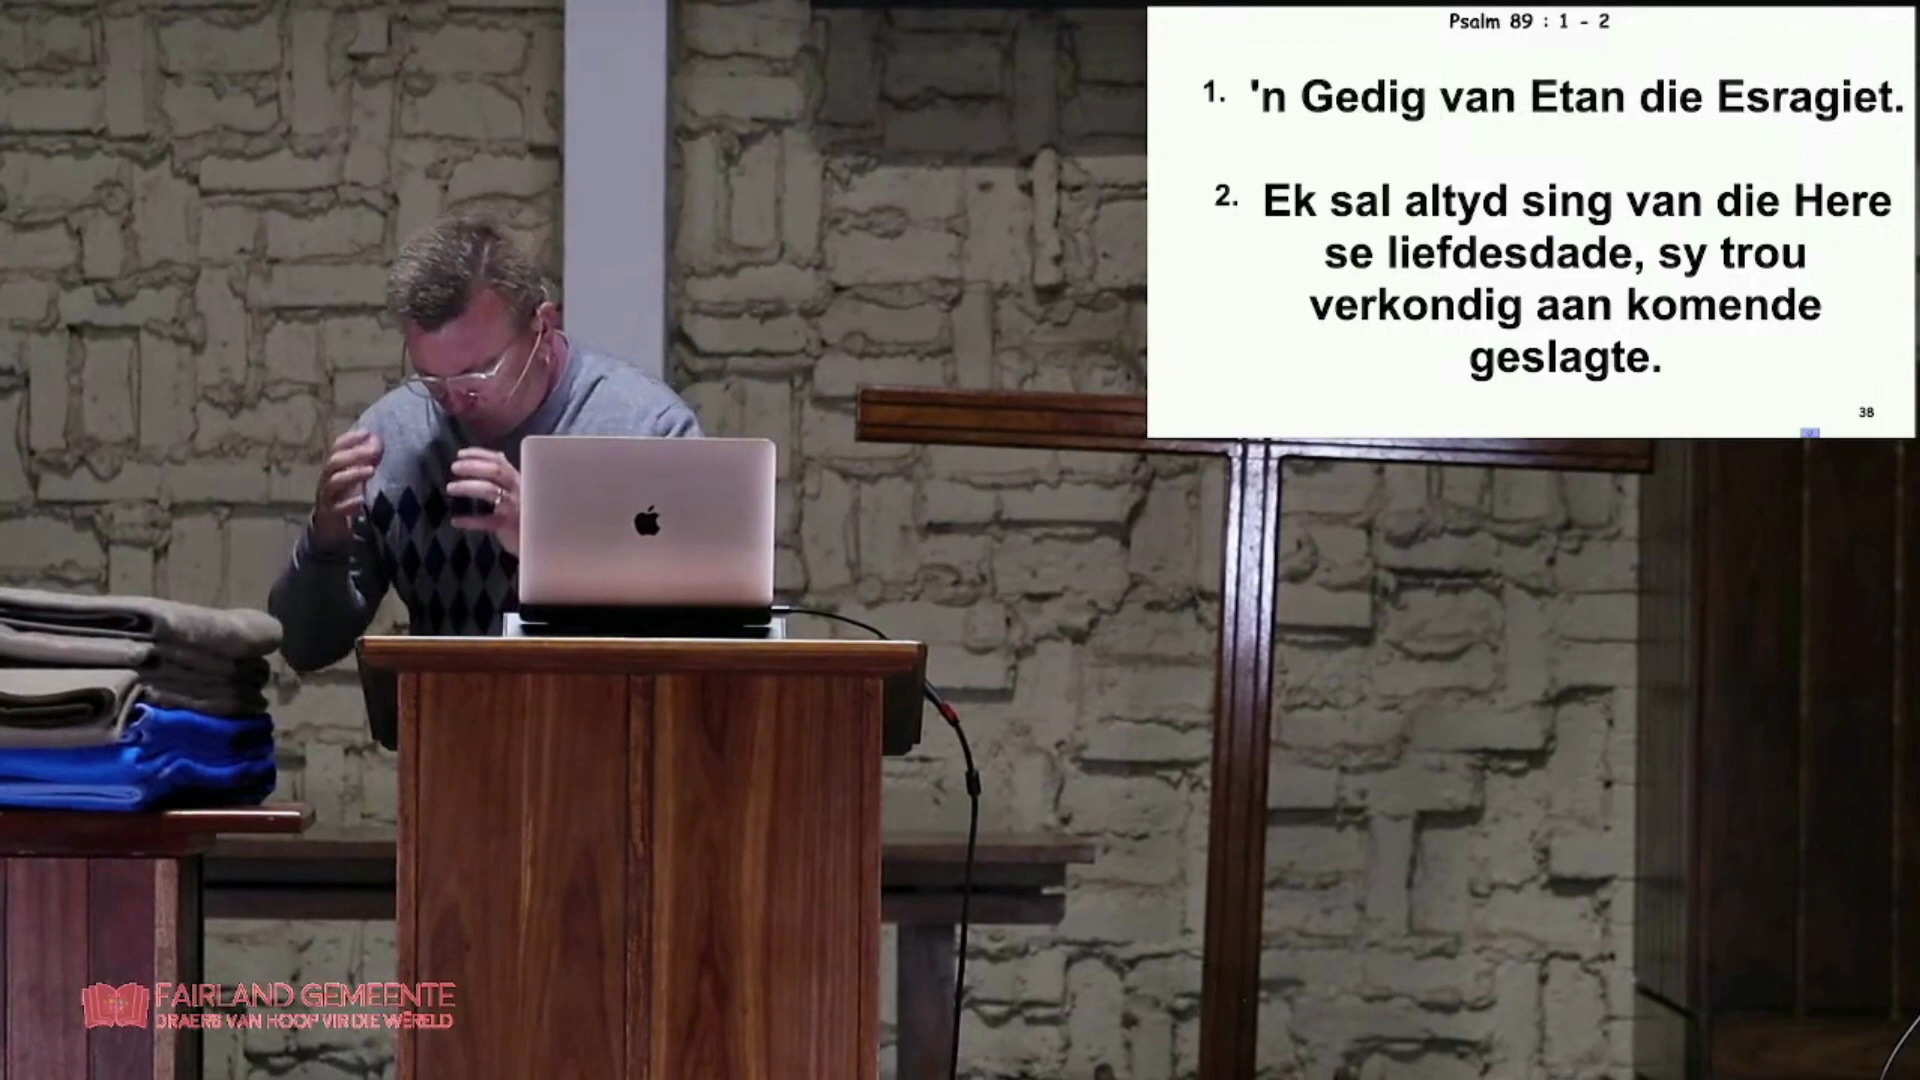 Psalm 89 : 1 - 2
1. 'n Gedig van Etan die Esragiet.
2. Ek sal altyd sing van die Here
se liefdesdade, sy trou
verkondig aan komende
geslagte.
38
FAIRLAND GEMEENTE
DRAERS VAN HOOP VIR DIE WÊRELD